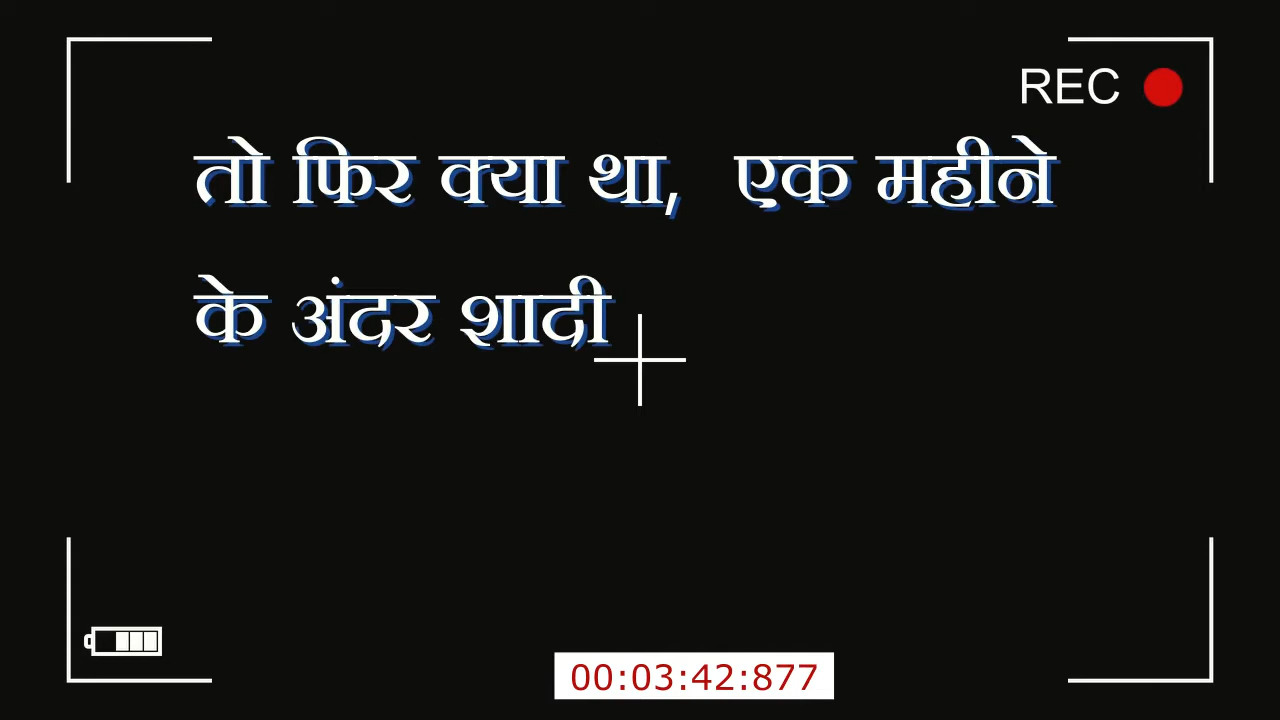 REC
तो फिर क्या था, एक महीने
के अंदर शादी
00:03:42:877